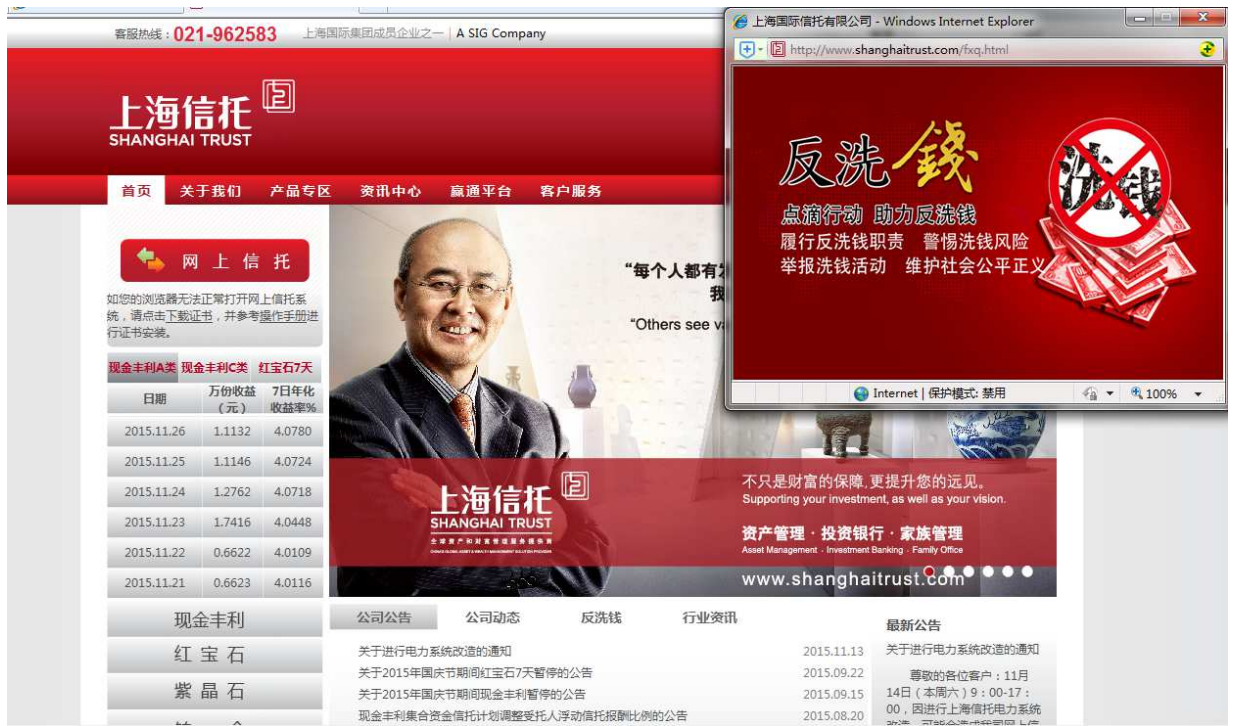 客服热线：021-962583 上海国际集团成员企业之一 | A SIG Company
上海信托
SHANGHAI TRUST
首页 关于我们 产品专区 资讯中心 赢通平台 客户服务
网上信托
如您的浏览器无法正常打开网上信托系
统，请点击下载证书，并参考操作手册进
行证书安装。
现金丰利A类 现金丰利C类 红宝石7天
日期 万份收益（元） 7日年化收益率%
2015.11.26 1.1132 4.0780
2015.11.25 1.1146 4.0724
2015.11.24 1.2762 4.0718
2015.11.23 1.7416 4.0448
2015.11.22 0.6622 4.0109
2015.11.21 0.6623 4.0116
现金丰利
红宝石
紫晶石
“每个人都有
我
“Others see
上海信托
SHANGHAI TRUST
全球资产和财富管理服务提供商
不只是财富的保障，更提升您的远见。
Supporting your investment, as well as your vision.
资产管理 · 投资银行 · 家族管理
Asset Management · Investment Banking · Family Office
www.shanghaitrust.com
公司公告 公司动态 反洗钱 行业资讯
关于进行电力系统改造的通知 2015.11.13
关于2015年国庆节期间红宝石7天暂停的公告 2015.09.22
关于2015年国庆节期间现金丰利暂停的公告 2015.09.15
现金丰利集合资金信托计划调整受托人浮动信托报酬比例的公告 2015.08.20
最新公告
关于进行电力系统改造的通知
尊敬的各位客户：11月
14日（本周六）9：00-17：
00，因进行上海信托电力系统
上海国际信托有限公司 - Windows Internet Explorer
http://www.shanghaitrust.com/fxq.html
反洗錢
点滴行动 助力反洗钱
履行反洗钱职责 警惕洗钱风险
举报洗钱活动 维护社会公平正义
洗钱
Internet | 保护模式: 禁用 100%